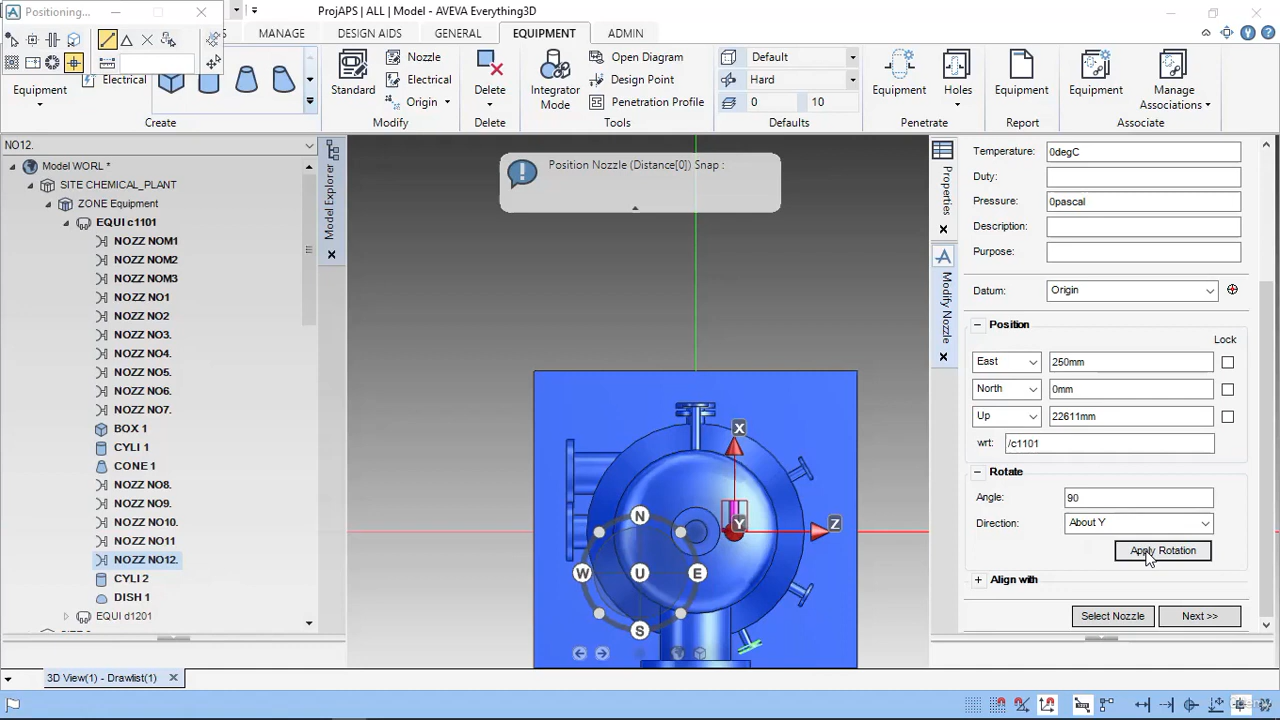 Positioning...
ProjAPS | ALL | Model - AVEVA Everything3D
MANAGE
DESIGN AIDS
GENERAL
EQUIPMENT
ADMIN
Equipment
Electrical
Create
Standard
Nozzle
Electrical
Origin
Modify
Delete
Delete
Integrator
Mode
Open Diagram
Design Point
Penetration Profile
Tools
Default
Hard
0
10
Defaults
Equipment
Holes
Penetrate
Equipment
Report
Equipment
Manage
Associations
Associate
NO12.
Model WORL *
SITE CHEMICAL_PLANT
ZONE Equipment
EQUI c1101
NOZZ NOM1
NOZZ NOM2
NOZZ NOM3
NOZZ NO1
NOZZ NO2
NOZZ NO3.
NOZZ NO4.
NOZZ NO5.
NOZZ NO6.
NOZZ NO7.
BOX 1
CYLI 1
CONE 1
NOZZ NO8.
NOZZ NO9.
NOZZ NO10.
NOZZ NO11
NOZZ NO12.
CYLI 2
DISH 1
EQUI d1201
Model Explorer
Position Nozzle (Distance[0]) Snap :
X
Y
Z
N
W
U
E
S
Properties
Modify Nozzle
Temperature: 0degC
Duty:
Pressure: 0pascal
Description:
Purpose:
Datum: Origin
Position
Lock
East 250mm
North 0mm
Up 22611mm
wrt: /c1101
Rotate
Angle: 90
Direction: About Y
Apply Rotation
Align with
Select Nozzle
Next >>
3D View(1) - Drawlist(1)